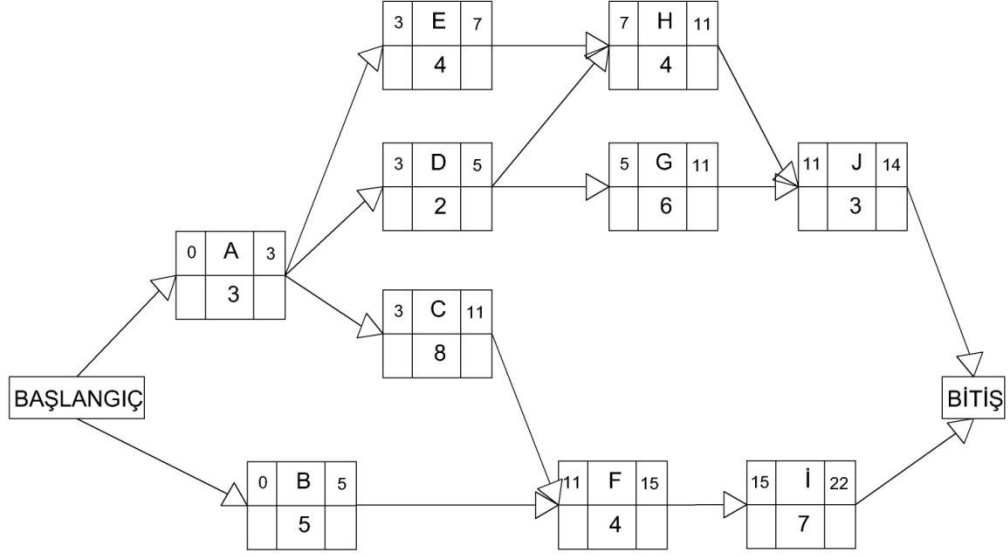 3 E 7
4
7 H 11
4
3 D 5
2
5 G 11
6
11 J 14
3
0 A 3
3
3 C 11
8
BAŞLANGIÇ
BİTİŞ
0 B 5
5
11 F 15
4
15 İ 22
7